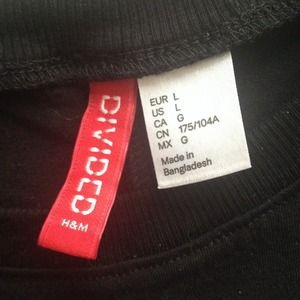 DIVIDED
H&M
EUR L
US L
CA G
CN 175/104A
MX G
Made in
Bangladesh